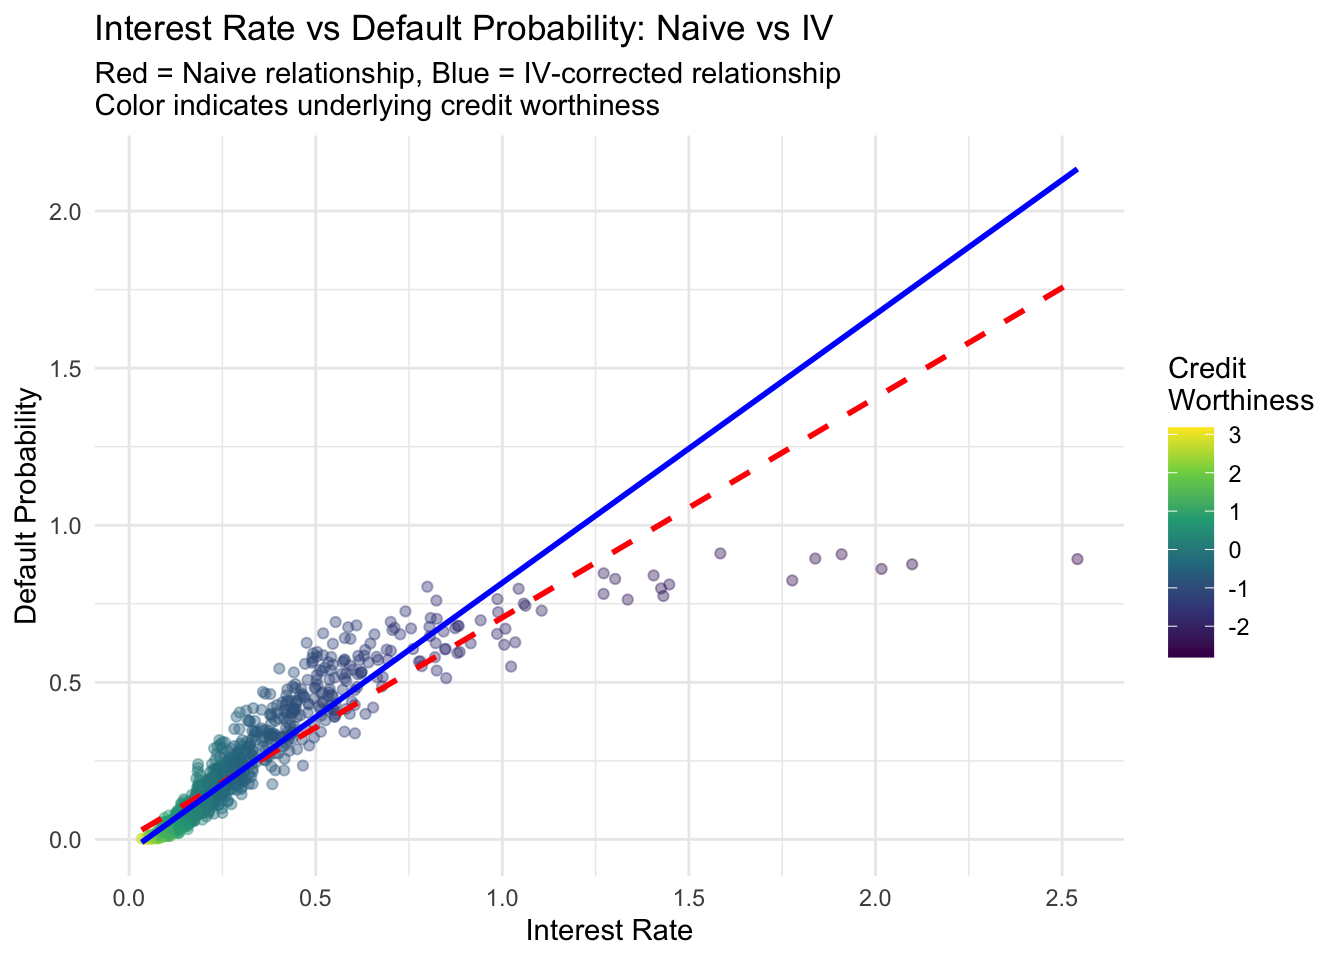 Interest Rate vs Default Probability: Naive vs IV
Red = Naive relationship, Blue = IV-corrected relationship
Color indicates underlying credit worthiness
2.0
1.5
1.0
0.5
0.0
Default Probability
0.0 0.5 1.0 1.5 2.0 2.5
Interest Rate
Credit
Worthiness
3
2
1
0
-1
-2